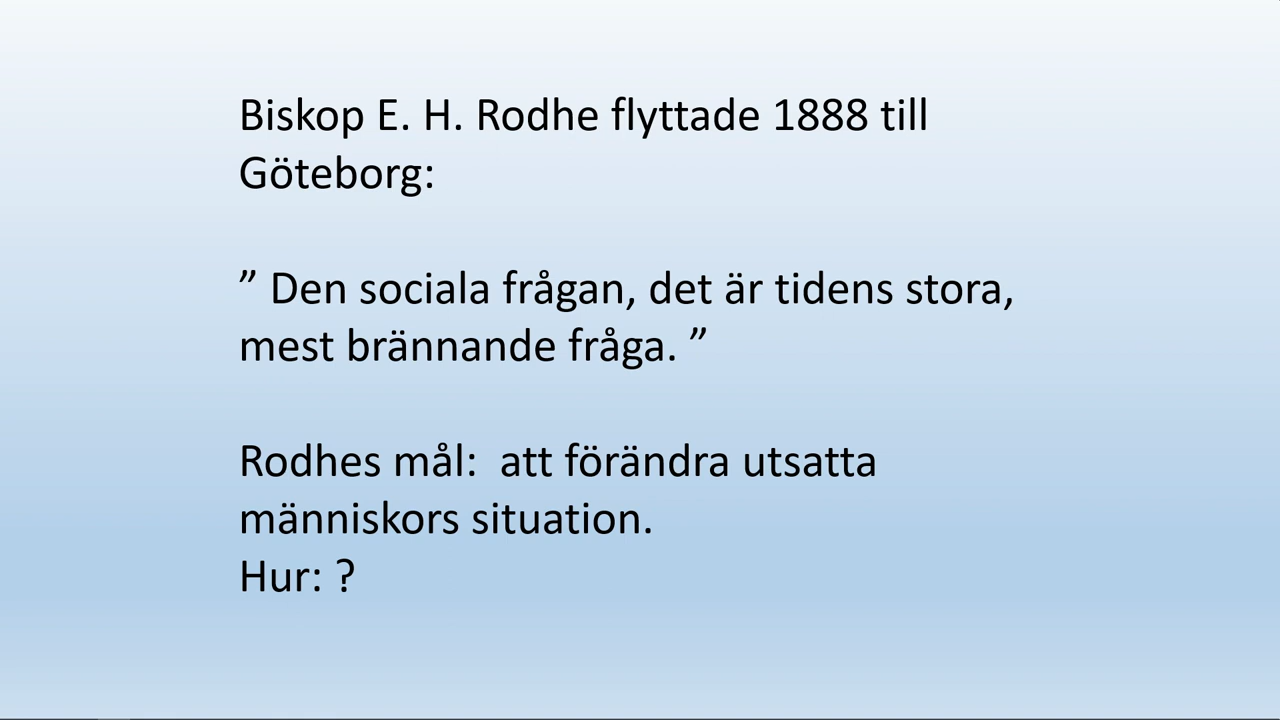 Biskop E. H. Rodhe flyttade 1888 till
Göteborg:
” Den sociala frågan, det är tidens stora,
mest brännande fråga. ”
Rodhes mål:  att förändra utsatta
människors situation.
Hur: ?